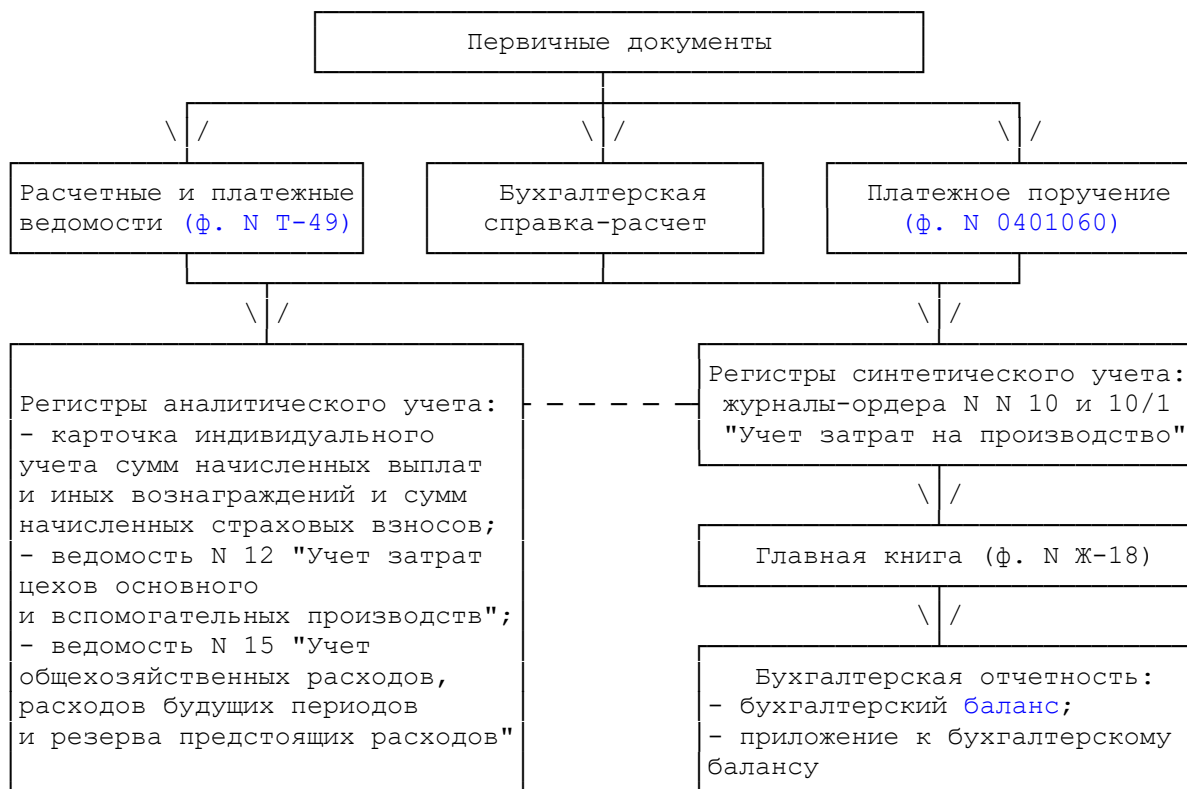 Первичные документы
Расчетные и платежные
ведомости (ф. N Т-49)
Бухгалтерская
справка-расчет
Платежное поручение
(ф. N 0401060)
Регистры аналитического учета:
- карточка индивидуального
учета сумм начисленных выплат
и иных вознаграждений и сумм
начисленных страховых взносов;
- ведомость N 12 "Учет затрат
цехов основного
и вспомогательных производств";
- ведомость N 15 "Учет
общехозяйственных расходов,
расходов будущих периодов
и резерва предстоящих расходов"
Регистры синтетического учета:
журналы-ордера N N 10 и 10/1
"Учет затрат на производство"
Главная книга (ф. N Ж-18)
Бухгалтерская отчетность:
- бухгалтерский баланс;
- приложение к бухгалтерскому
балансу